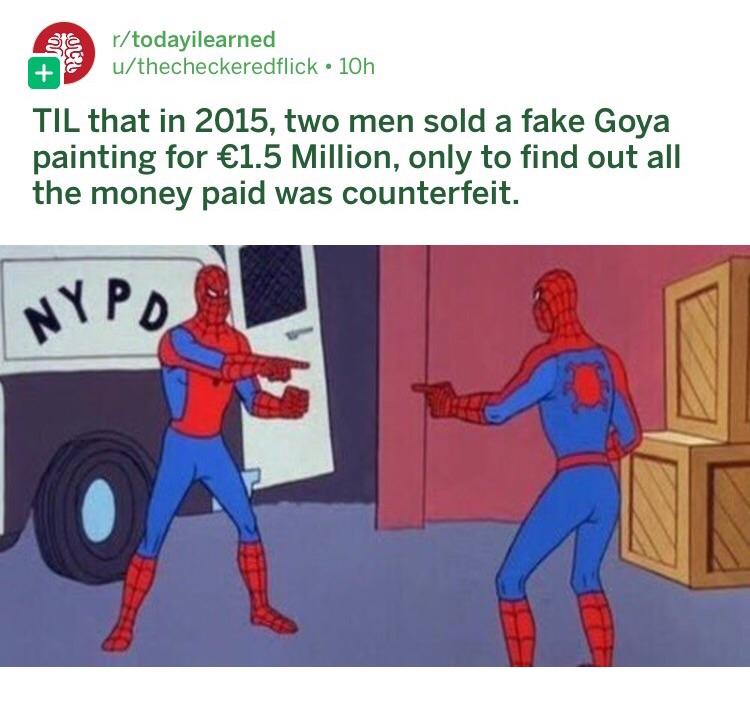 r/todayilearned
u/thecheckeredflick • 10h
TIL that in 2015, two men sold a fake Goya
painting for €1.5 Million, only to find out all
the money paid was counterfeit.
NYPD